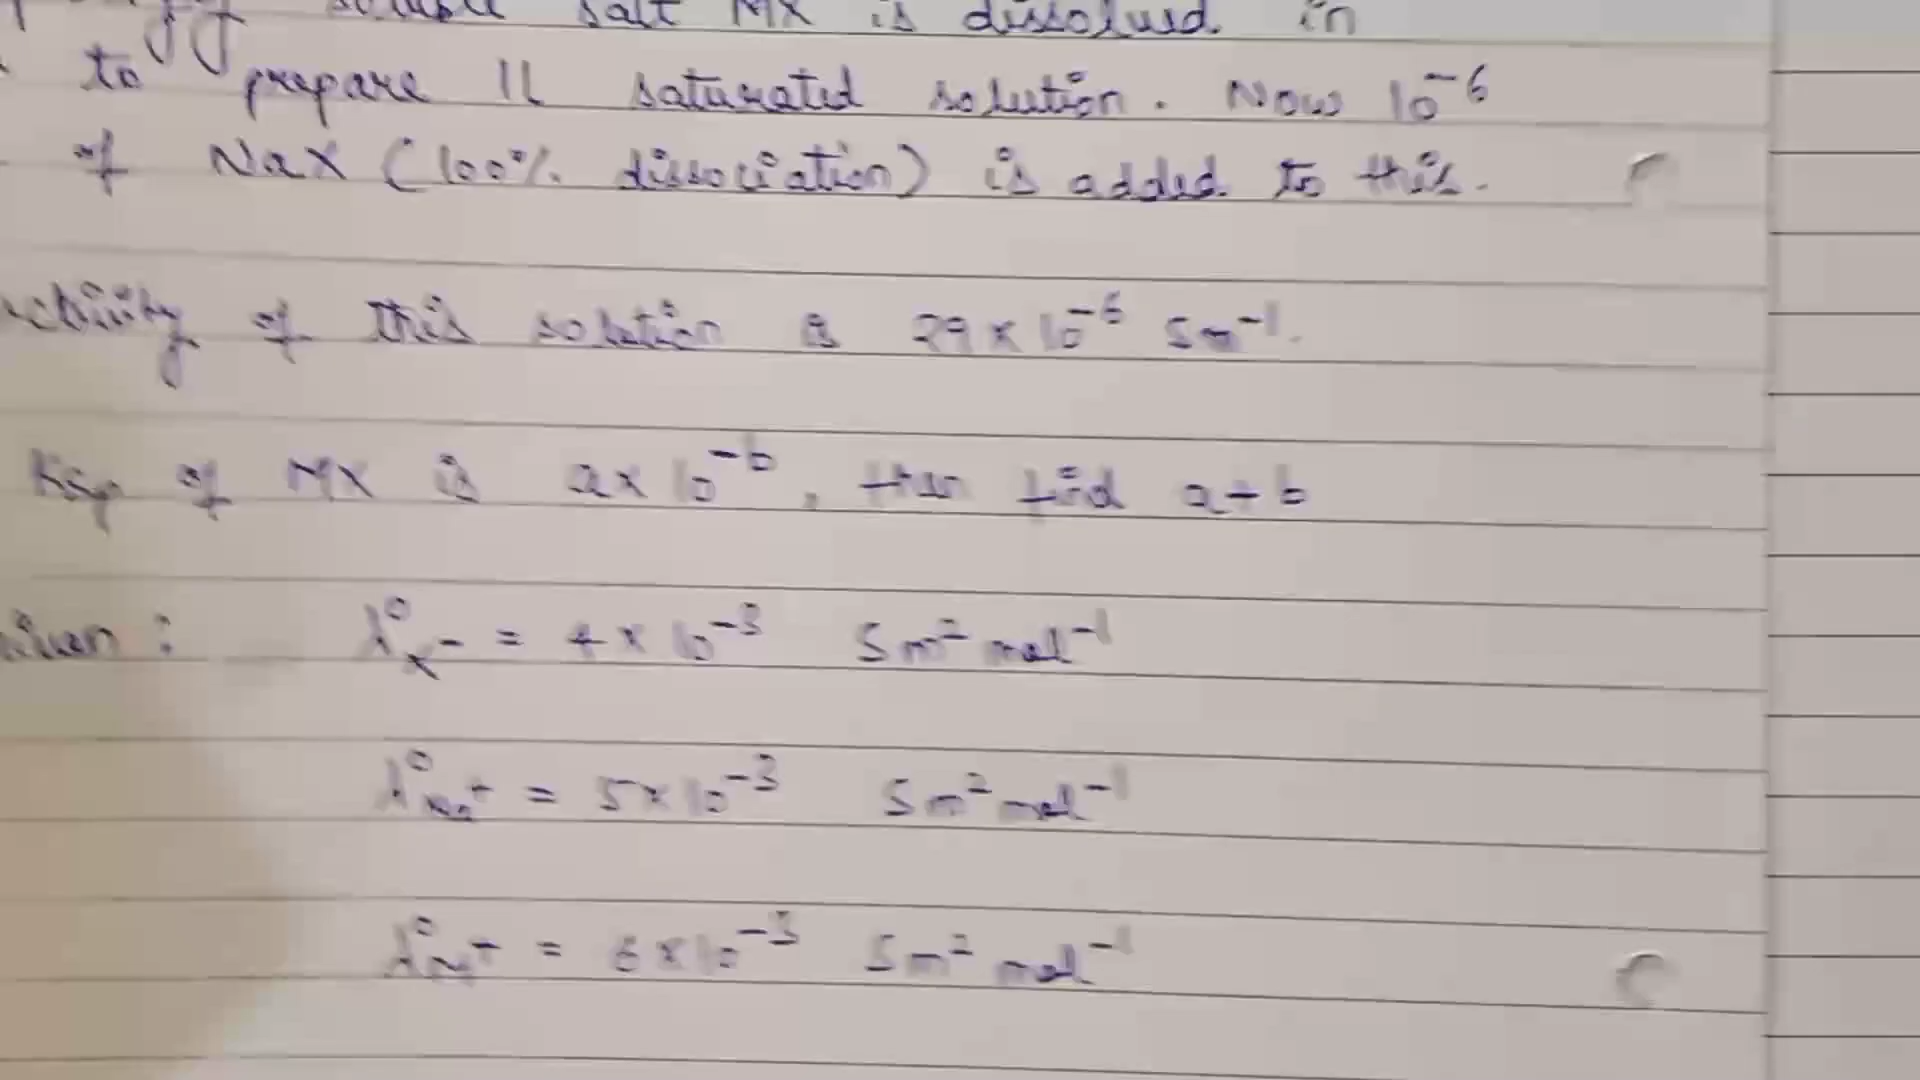 soluble salt MX is dissolved in
to prepare 1L saturated solution. Now 10⁻⁶
of NaX (100% dissociation) is added to this.
of this solution is 29 × 10⁻⁶ Sm⁻¹.
Ksp of MX is a × 10⁻ᵇ, then find a + b
λ°x⁻ = 4 × 10⁻³ Sm² mol⁻¹
λ°Na⁺ = 5 × 10⁻³ Sm² mol⁻¹
λ°M⁺ = 6 × 10⁻³ Sm² mol⁻¹